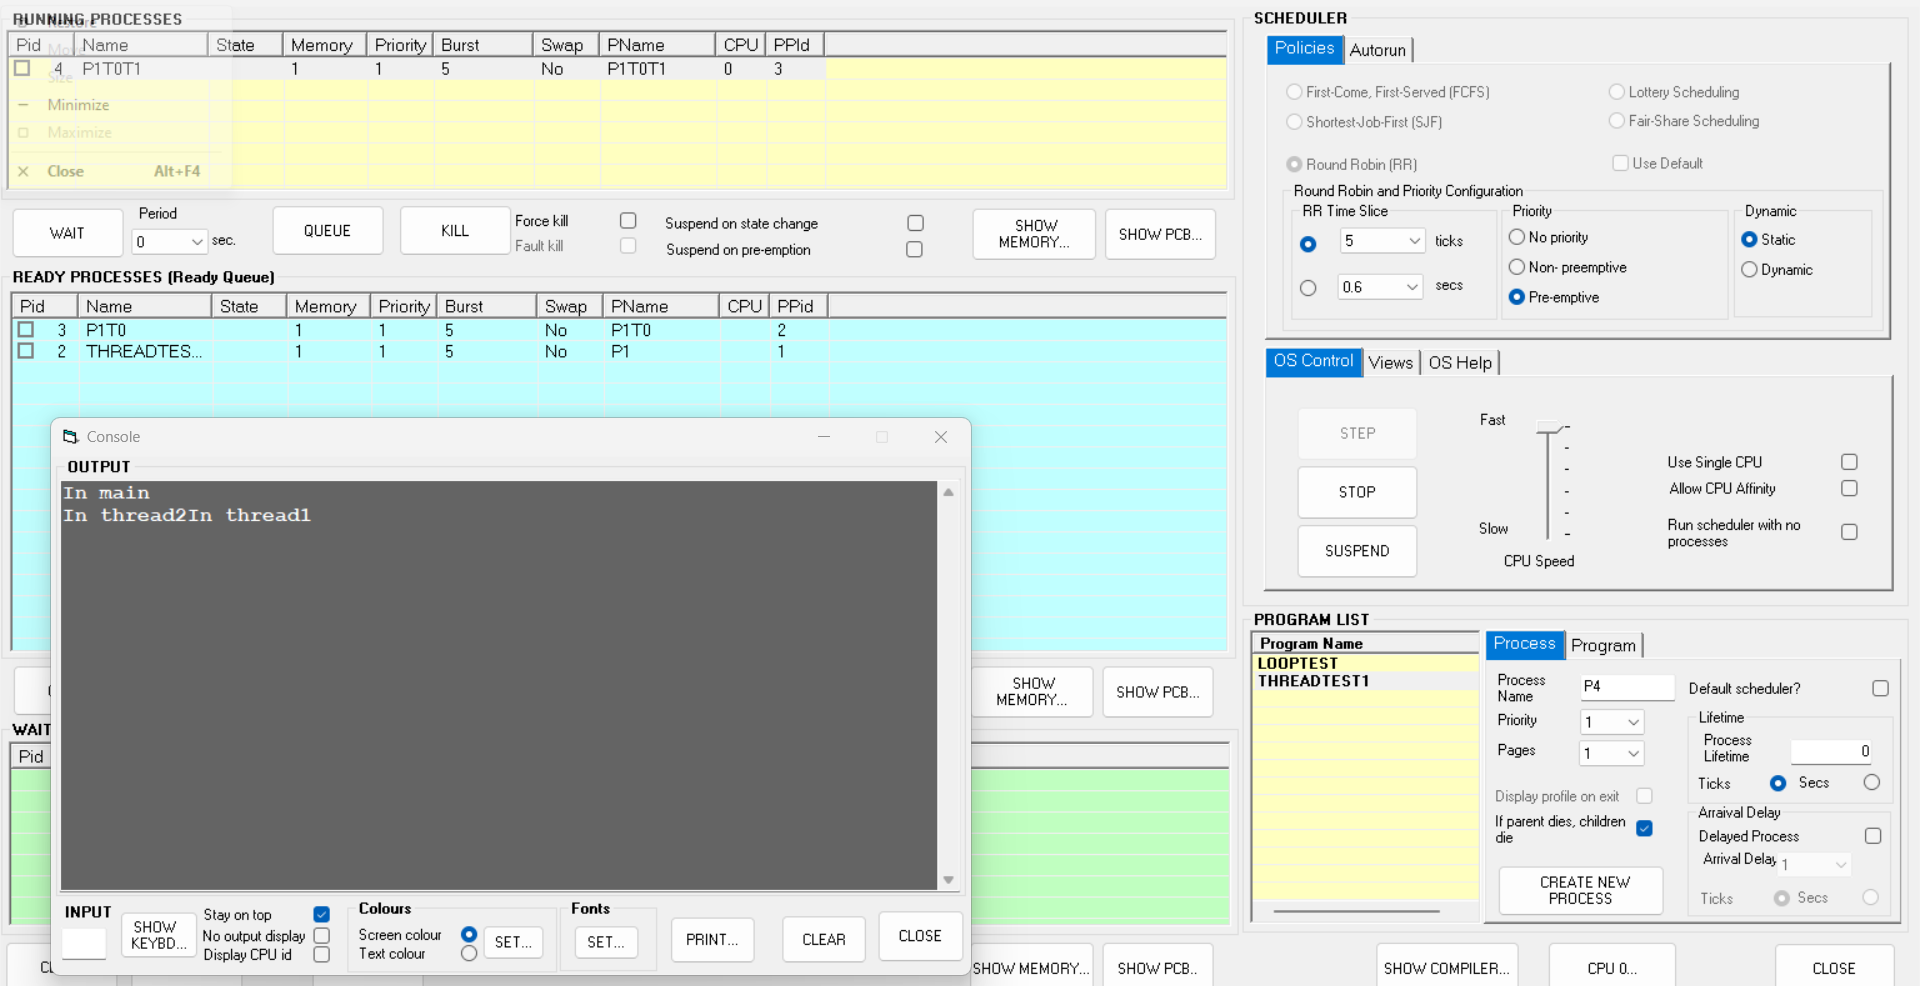 RUNNING PROCESSES
Restore
Pid Name State Memory Priority Burst Swap PName CPU PPId
Move
4 P1T0T1 1 1 5 No P1T0T1 0 3
Size
Minimize
Maximize
Close Alt+F4
WAIT
Period
0 sec.
QUEUE
KILL
Force kill
Fault kill
Suspend on state change
Suspend on pre-emption
SHOW
MEMORY...
SHOW PCB...
READY PROCESSES (Ready Queue)
Pid Name State Memory Priority Burst Swap PName CPU PPid
3 P1T0 1 1 5 No P1T0 2
2 THREADTES... 1 1 5 No P1 1
SHOW
MEMORY...
SHOW PCB...
WAIT
Pid
Console
OUTPUT
In main
In thread2In thread1
INPUT
SHOW
KEYBD...
Stay on top
No output display
Display CPU id
Colours
Screen colour
Text colour
SET...
Fonts
SET...
PRINT...
CLEAR
CLOSE
SHOW MEMORY...
SHOW PCB..
SCHEDULER
Policies Autorun
First-Come, First-Served (FCFS)
Shortest-Job-First (SJF)
Round Robin (RR)
Lottery Scheduling
Fair-Share Scheduling
Use Default
Round Robin and Priority Configuration
RR Time Slice
5 ticks
0.6 secs
Priority
No priority
Non- preemptive
Pre-emptive
Dynamic
Static
Dynamic
OS Control Views OS Help
STEP
STOP
SUSPEND
Fast
Slow
CPU Speed
Use Single CPU
Allow CPU Affinity
Run scheduler with no
processes
PROGRAM LIST
Program Name
LOOPTEST
THREADTEST1
Process Program
Process
Name
P4
Priority
1
Pages
1
Display profile on exit
If parent dies, children
die
CREATE NEW
PROCESS
Default scheduler?
Lifetime
Process
Lifetime
0
Ticks Secs
Arraival Delay
Delayed Process
Arrival Delay 1
Ticks Secs
SHOW COMPILER...
CPU 0...
CLOSE